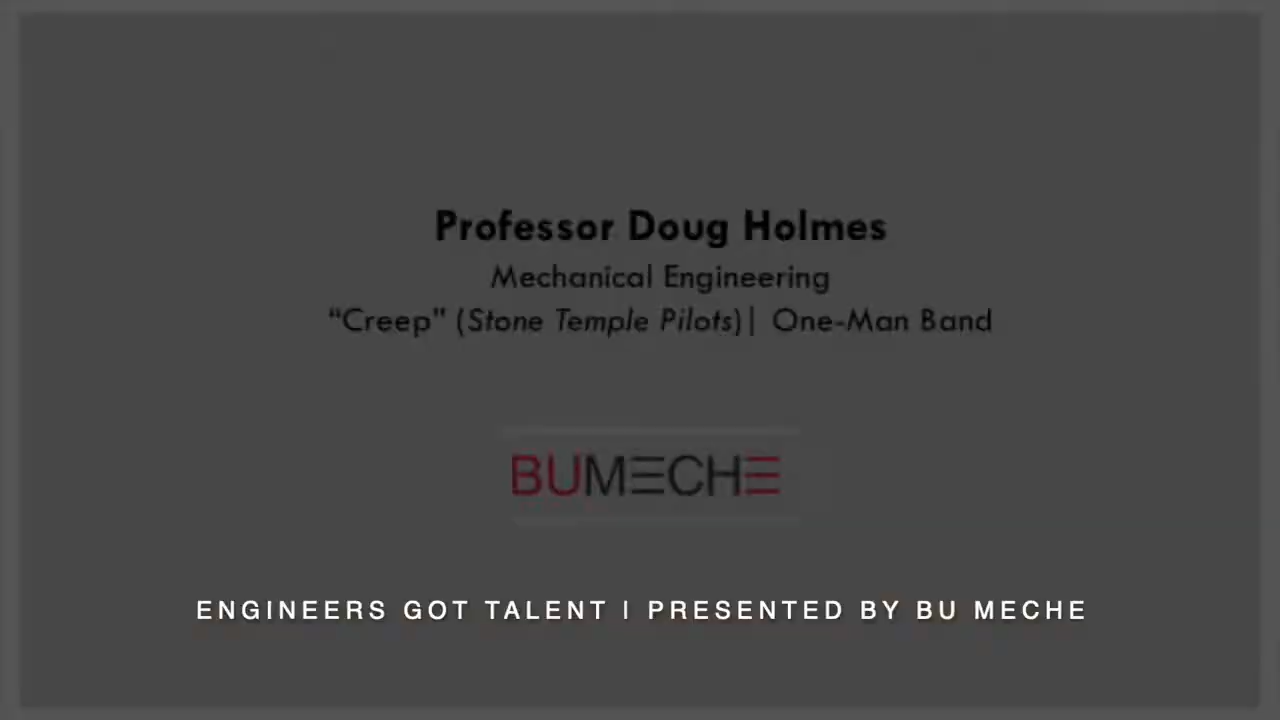 Professor Doug Holmes
Mechanical Engineering
“Creep” (Stone Temple Pilots)| One-Man Band
BUMECHE
ENGINEERS GOT TALENT | PRESENTED BY BU MECHE